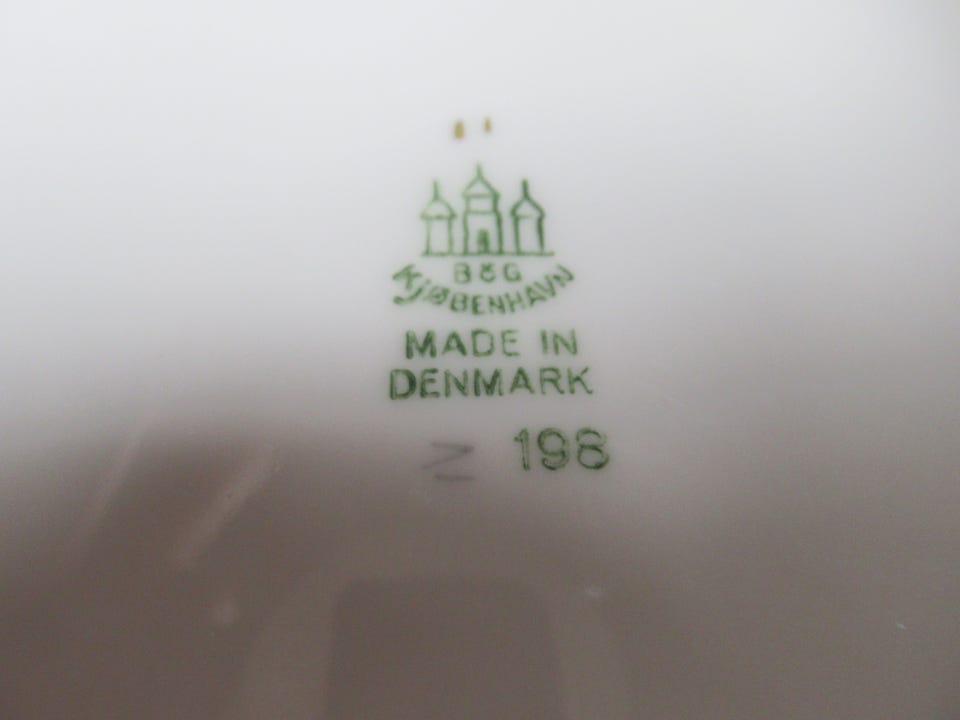 B&G
KJØBENHAVN
MADE IN
DENMARK
198